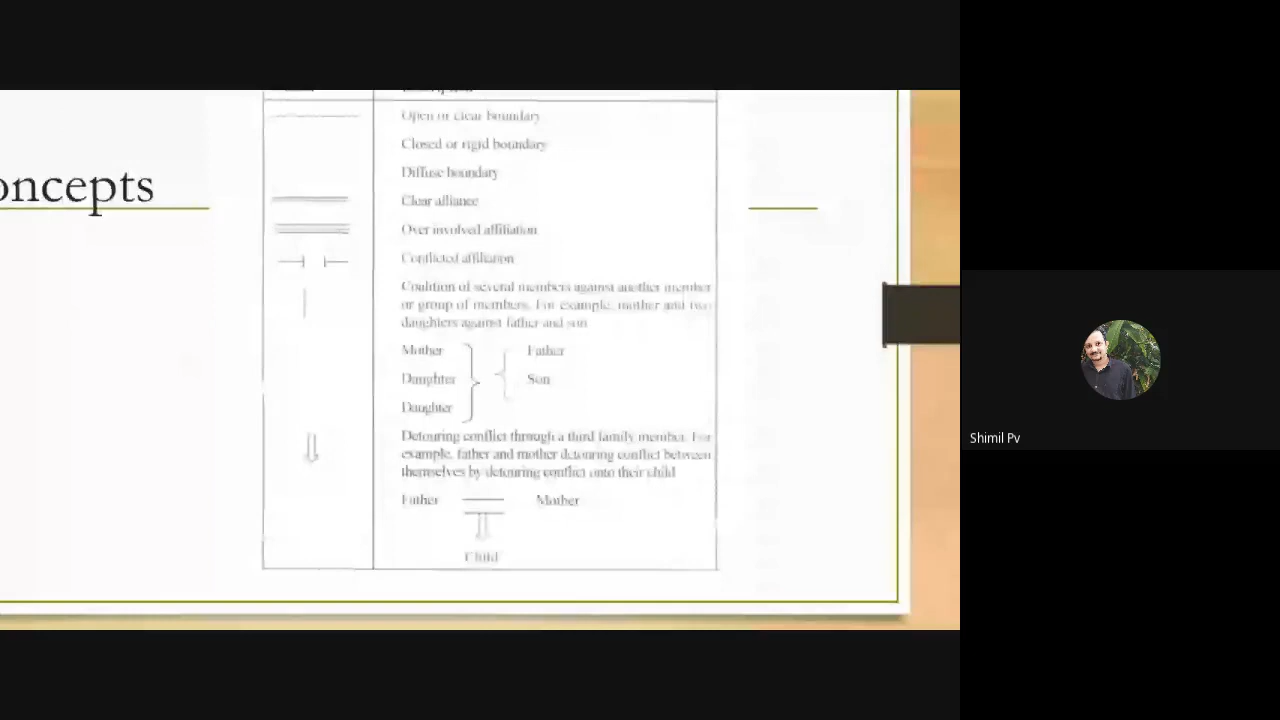 oncepts
Open or clear boundary
Closed or rigid boundary
Diffuse boundary
Clear alliance
Over involved affiliation
Conflicted affiliation
Coalition of several members against another member
or group of members. For example, mother and two
daughters against father and son
Mother Father
Daughter Son
Daughter
Detouring conflict through a third family member. For
example, father and mother detouring conflict between
themselves by detouring conflict onto their child
Father Mother
Child
Shimil Pv